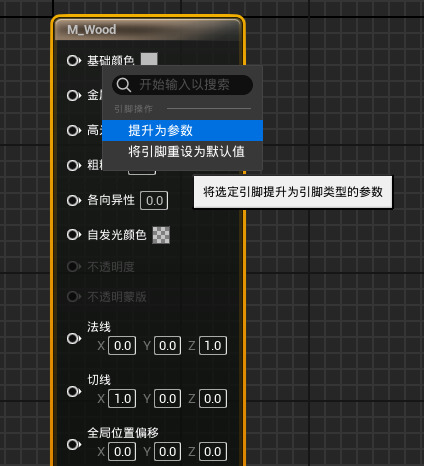 M_Wood
基础颜色
开始输入以搜索
金
引脚操作
高
提升为参数
粗
将引脚重设为默认值
将选定引脚提升为引脚类型的参数
各向异性 0.0
自发光颜色
不透明度
不透明蒙版
法线
X 0.0 Y 0.0 Z 1.0
切线
X 1.0 Y 0.0 Z 0.0
全局位置偏移
X 0.0 Y 0.0 Z 0.0